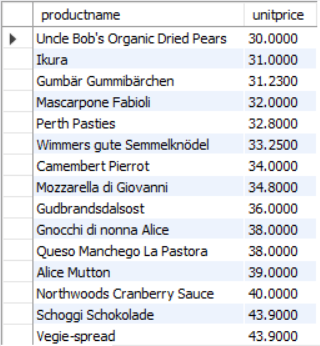 productname unitprice
Uncle Bob's Organic Dried Pears 30.0000
Ikura 31.0000
Gumbär Gummibärchen 31.2300
Mascarpone Fabioli 32.0000
Perth Pasties 32.8000
Wimmers gute Semmelknödel 33.2500
Camembert Pierrot 34.0000
Mozzarella di Giovanni 34.8000
Gudbrandsdalsost 36.0000
Gnocchi di nonna Alice 38.0000
Queso Manchego La Pastora 38.0000
Alice Mutton 39.0000
Northwoods Cranberry Sauce 40.0000
Schoggi Schokolade 43.9000
Vegie-spread 43.9000